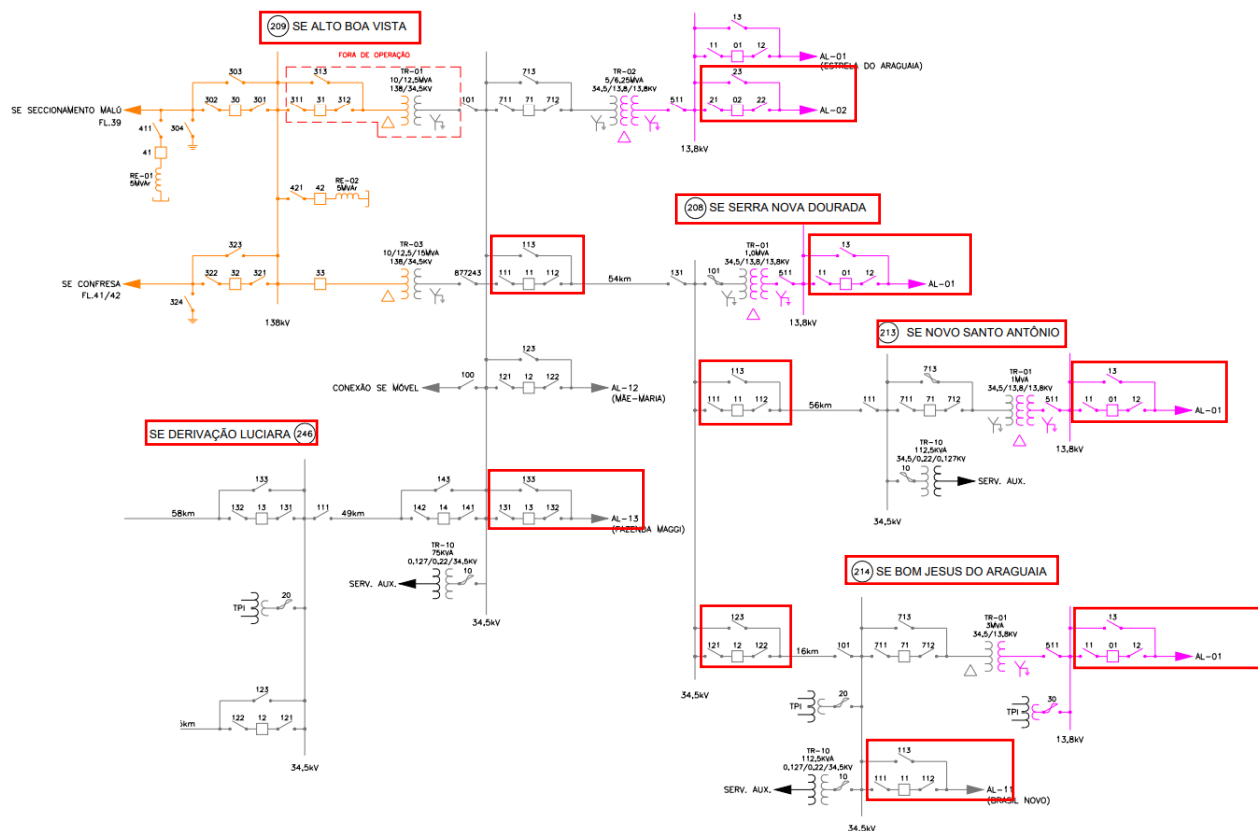 209 SE ALTO BOA VISTA
FORA DE OPERAÇÃO
303
302 30 301
SE SECCIONAMENTO MALÚ
FL.39
411
304
41
RE-01
5MVAr
313
311 31 312
TR-01
10/12,5MVA
138/34,5KV
101
713
711 71 712
TR-02
5/6,25MVA
34,5/13,8/13,8KV
511
13
11 01 12
AL-01
(ESTRELA DO ARAGUAIA)
23
21 02 22
AL-02
13,8kV
421 42 RE-02
5MVAr
323
322 32 321
33
SE CONFRESA
FL.41/42
324
138kV
TR-03
10/12,5/15MVA
138/34,5KV
877243
113
111 11 112
54km
131
208 SE SERRA NOVA DOURADA
101
TR-01
1,0MVA
34,5/13,8/13,8KV
511
13
11 01 12
AL-01
13,8kV
123
CONEXÃO SE MÓVEL
100
121 12 122
AL-12
(MÃE-MARIA)
113
111 11 112
56km
111
213 SE NOVO SANTO ANTÔNIO
713
711 71 712
TR-01
1MVA
34,5/13,8/13,8KV
511
13
11 01 12
AL-01
13,8kV
TR-10
112,5KVA
34,5/0,22/0,127KV
10
SERV. AUX.
34,5kV
SE DERIVAÇÃO LUCIARA 246
133
58km
132 13 131
111
49km
143
142 14 141
133
131 13 132
AL-13
(FAZENDA MAGGI)
TR-10
75KVA
0,127/0,22/34,5KV
10
SERV. AUX.
34,5kV
TPI
20
123
122 12 121
34,5kV
214 SE BOM JESUS DO ARAGUAIA
123
121 12 122
16km
101
34,5kV
713
711 71 712
TR-01
3MVA
34,5/13,8KV
511
13
11 01 12
AL-01
TPI
20
TPI
30
13,8kV
TR-10
112,5KVA
0,127/0,22/34,5KV
10
SERV. AUX.
113
111 11 112
AL-11
(BRASIL NOVO)
34,5kV